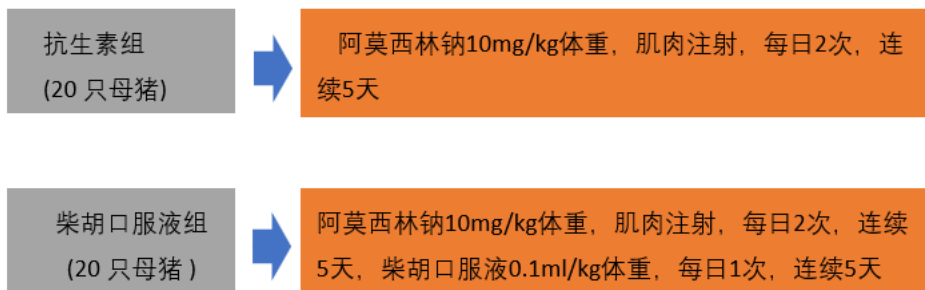 抗生素组
(20 只母猪)
阿莫西林钠10mg/kg体重，肌肉注射，每日2次，连
续5天
柴胡口服液组
(20 只母猪 )
阿莫西林钠10mg/kg体重，肌肉注射，每日2次，连续
5天，柴胡口服液0.1ml/kg体重，每日1次，连续5天